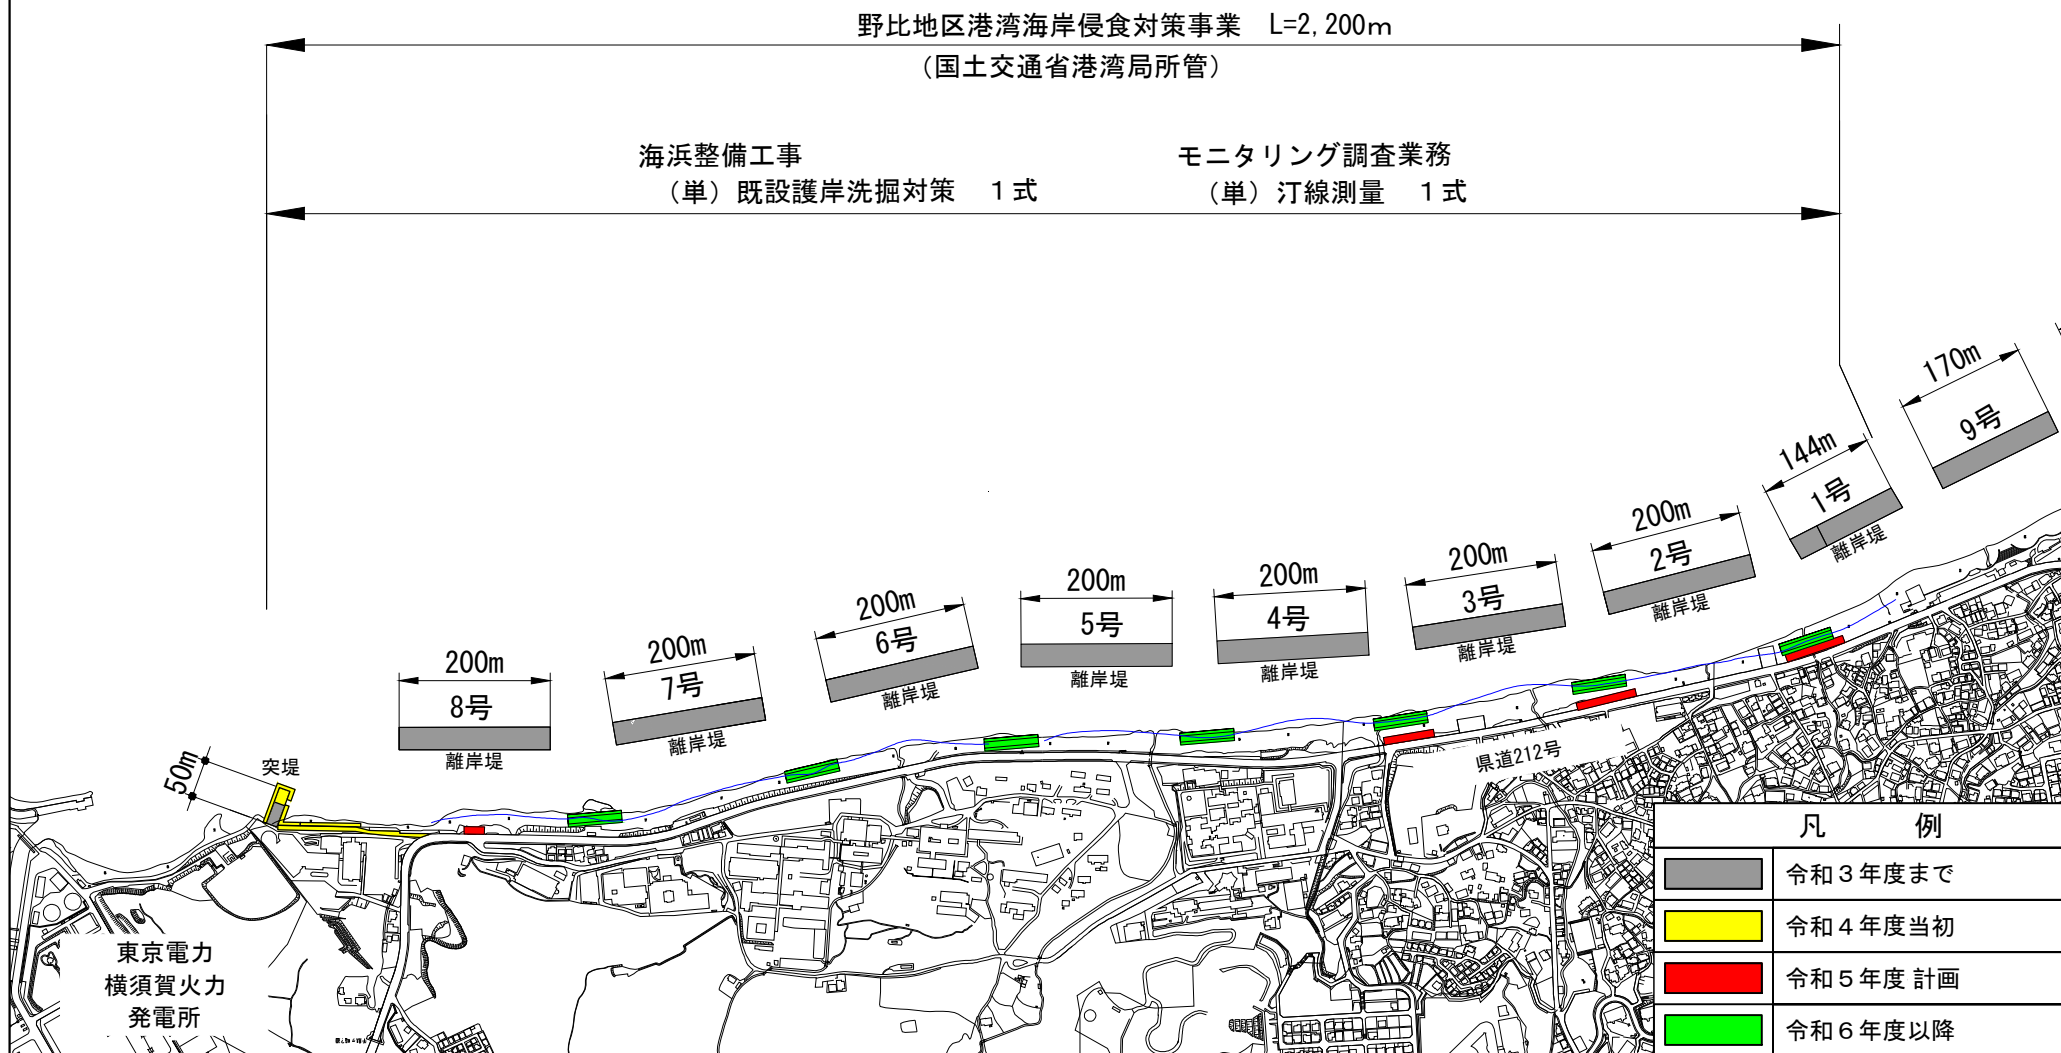 野比地区港湾海岸侵食対策事業　L=2,200m
（国土交通省港湾局所管）
海浜整備工事
（単）既設護岸洗掘対策　１式
モニタリング調査業務
（単）汀線測量　１式
170m
9号
144m
1号
離岸堤
200m
2号
離岸堤
200m
3号
離岸堤
200m
4号
離岸堤
200m
5号
離岸堤
200m
6号
離岸堤
200m
7号
離岸堤
200m
8号
離岸堤
50m
突堤
県道212号
東京電力
横須賀火力
発電所
凡　例
令和３年度まで
令和４年度当初
令和５年度 計画
令和６年度以降